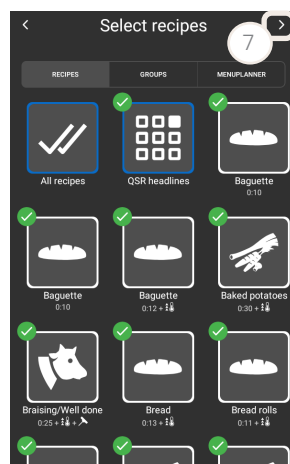 Select recipes
7
RECIPES GROUPS MENUPLANNER
All recipes QSR headlines Baguette
0:10
Baguette Baguette Baked potatoes
0:10 0:12 + 0:30 +
Braising/Well done Bread Bread rolls
0:25 + + 0:13 + 0:11 +